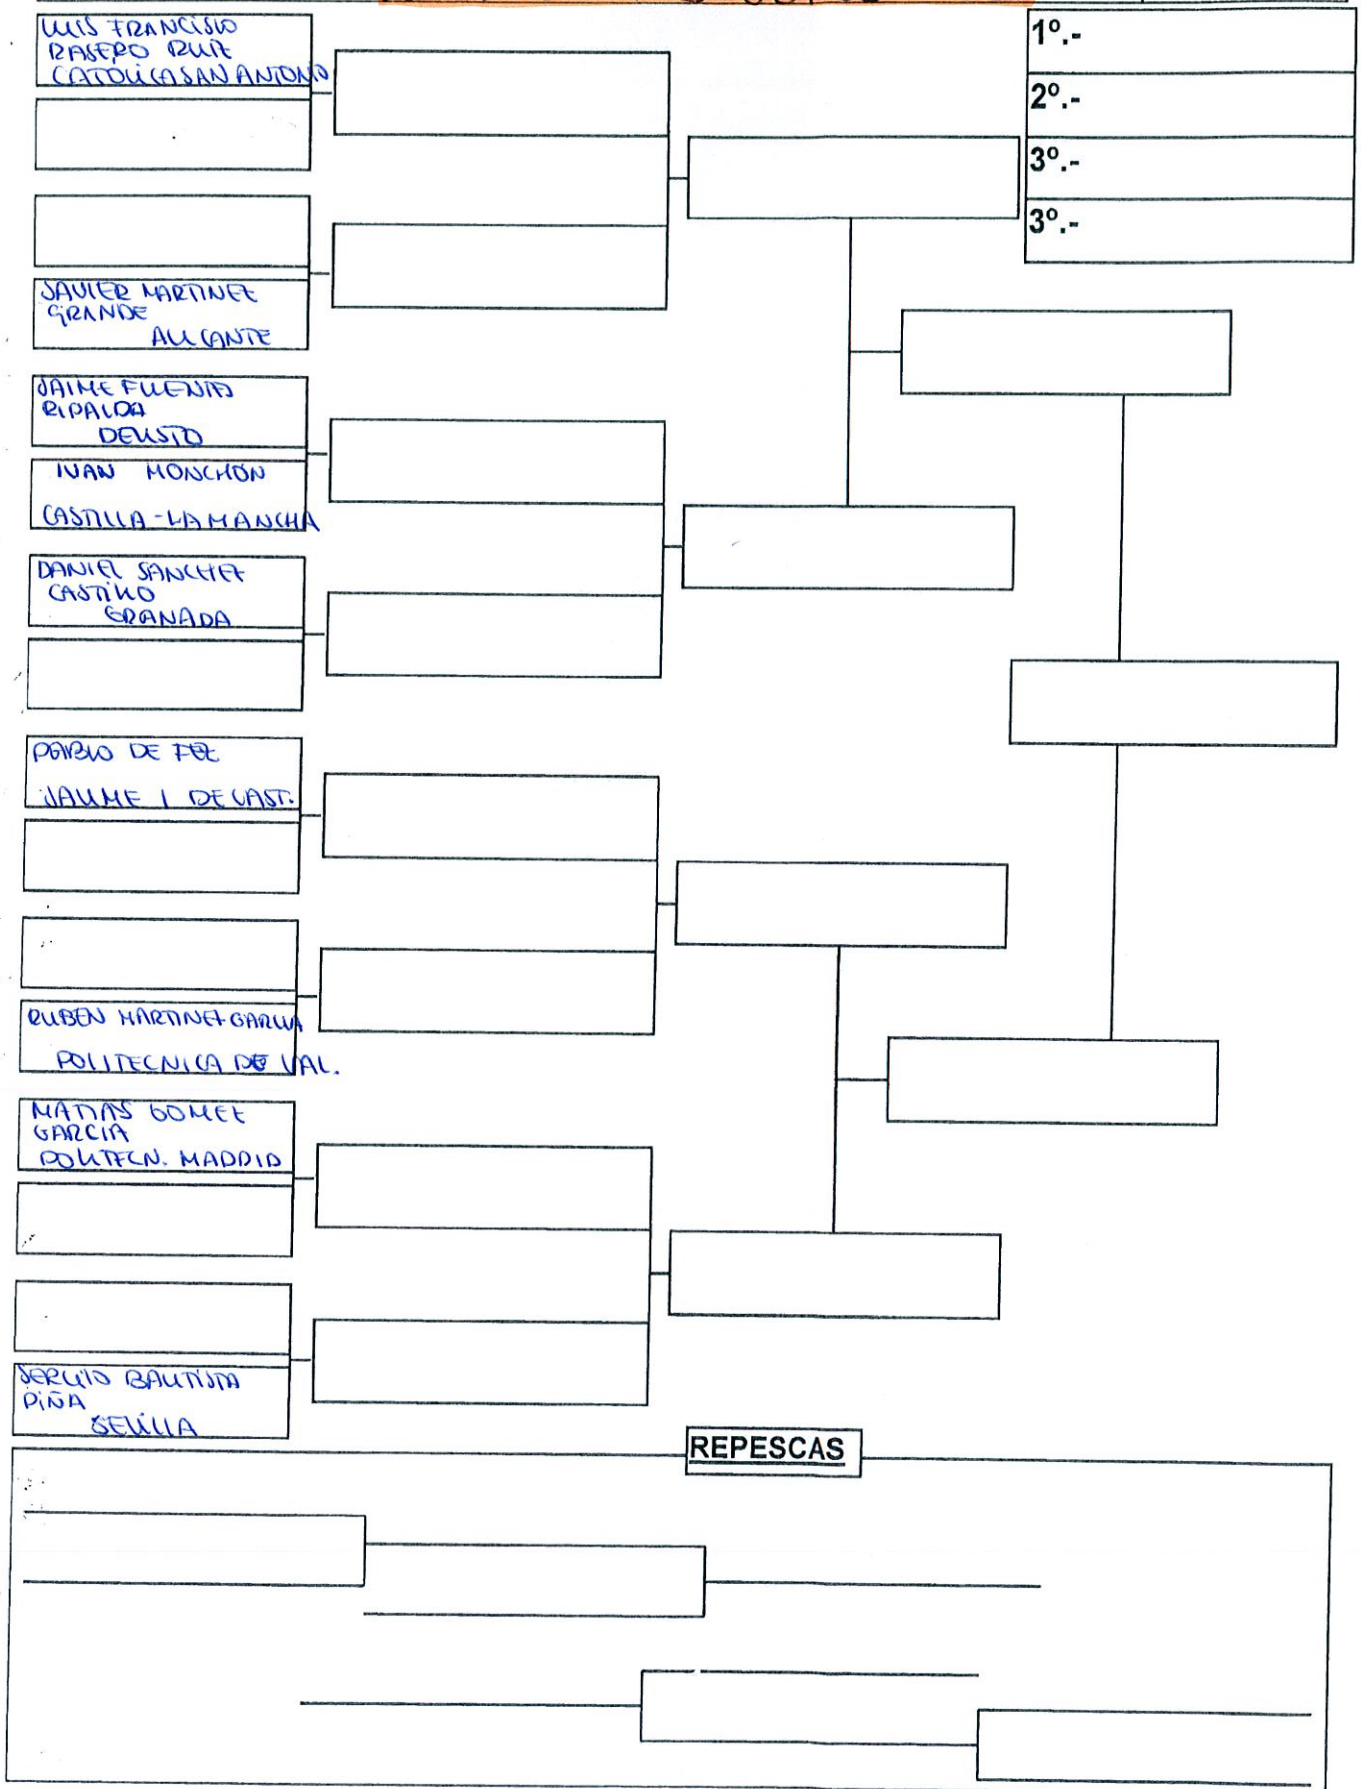 1º.-
2º.-
3º.-
3º.-
LUIS FRANCISCO
RASERO RUIZ
CATOLICA SAN ANTONIO
JAVIER MARTINEZ
GRANDE
ALICANTE
JAIME FUENTES
RIPALDA
DEUSTO
IVAN MONCHÓN
CASTILLA-LA MANCHA
DANIEL SANCHEZ
CASTILLO
GRANADA
PABLO DE FEZ
JAUME I DE CAST.
RUBEN MARTINEZ GARCIA
POLITECNICA DE VAL.
MATIAS GOMEZ
GARCIA
POLITECN. MADRID
SERGIO BAUTISTA
PIÑA
SEVILLA
REPESCAS